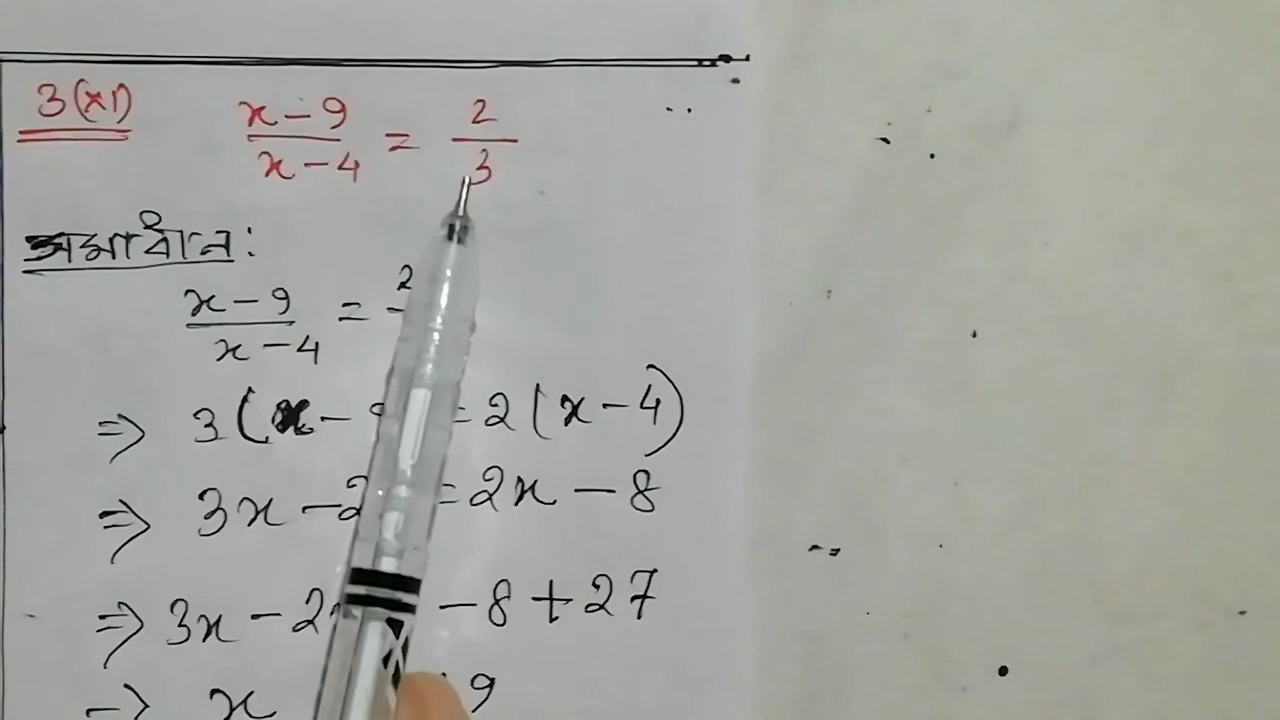 3(xi) x-9/x-4 = 2/3
সমাধান:
x-9/x-4 = 2
⇒ 3(x- = 2(x-4)
⇒ 3x-2 = 2x-8
⇒ 3x-2 -8+27
x 9